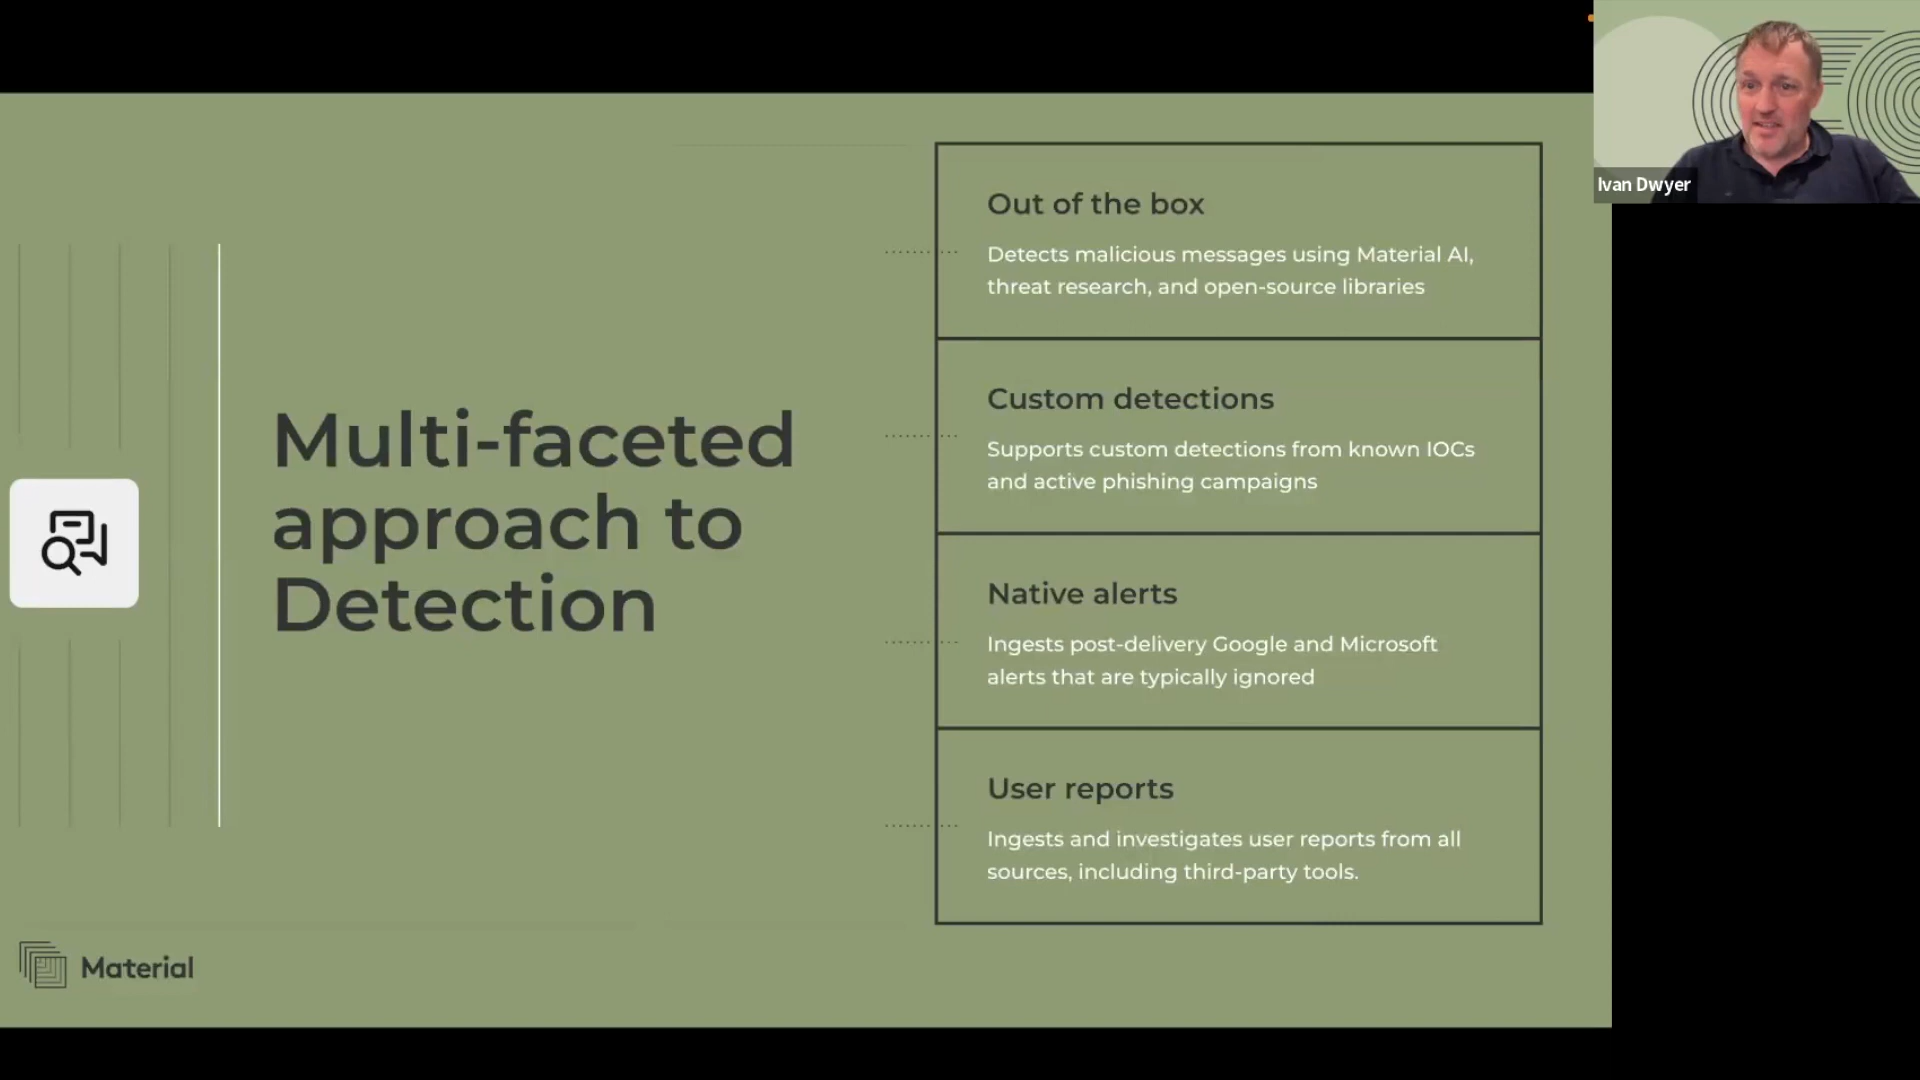 Multi-faceted
approach to
Detection
Out of the box
Detects malicious messages using Material AI,
threat research, and open-source libraries
Custom detections
Supports custom detections from known IOCs
and active phishing campaigns
Native alerts
Ingests post-delivery Google and Microsoft
alerts that are typically ignored
User reports
Ingests and investigates user reports from all
sources, including third-party tools.
Material
Ivan Dwyer